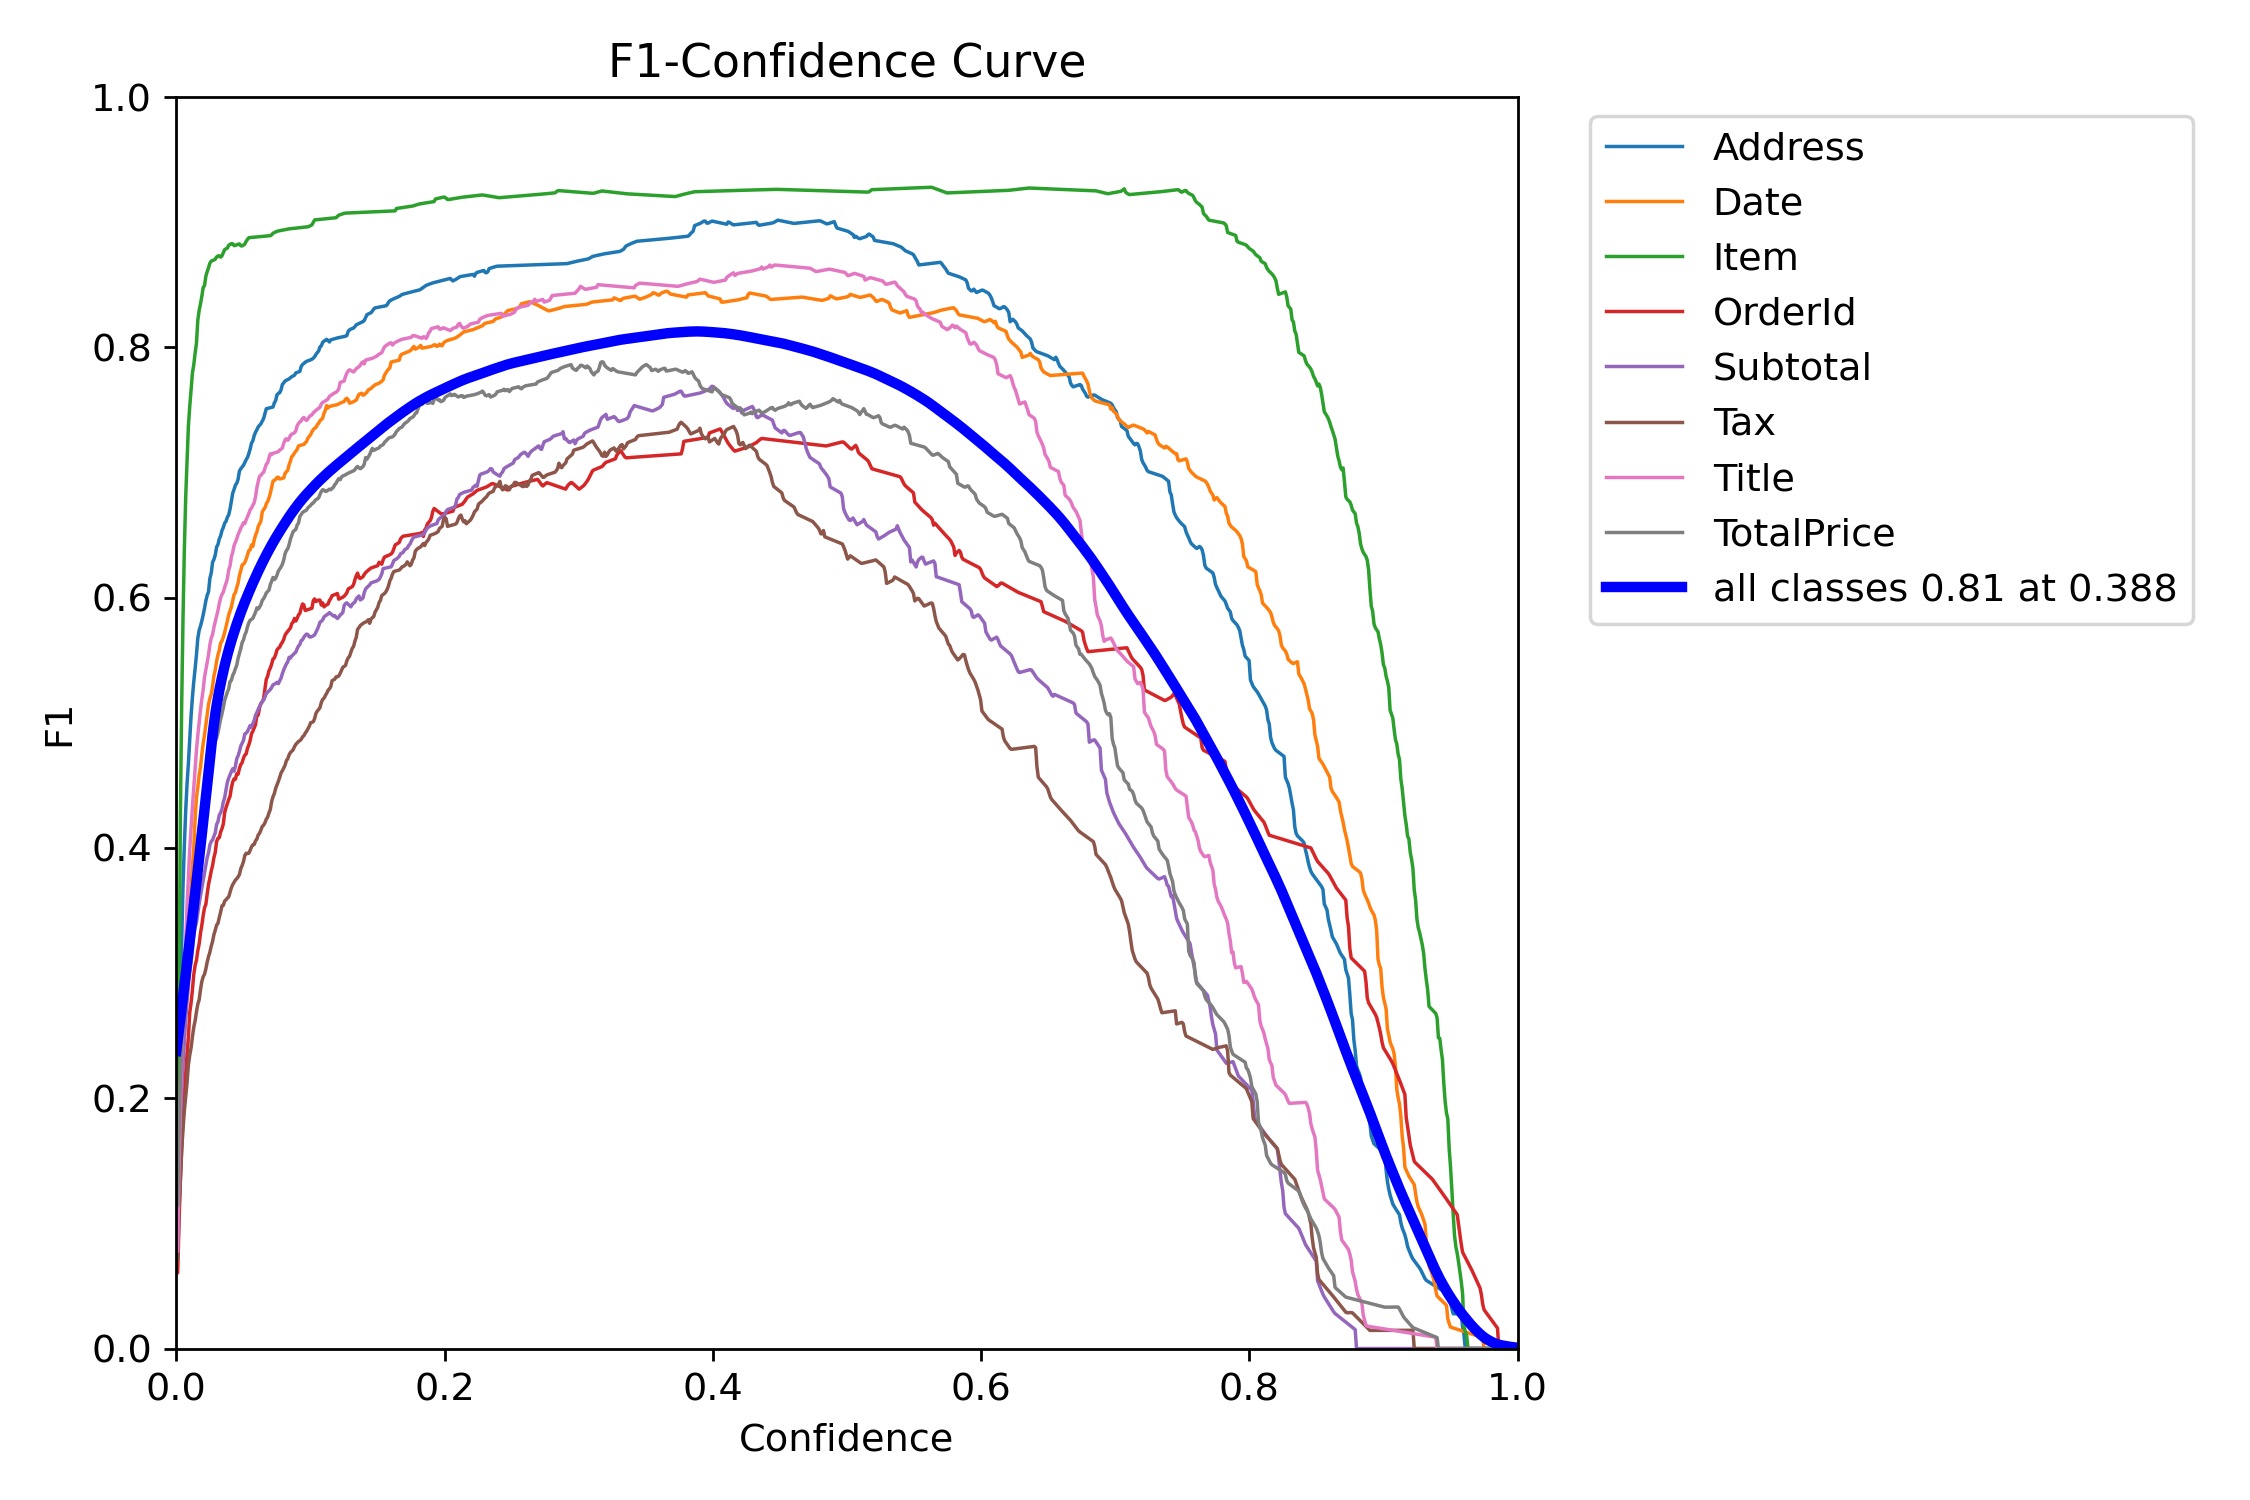 F1-Confidence Curve
1.0
0.8
0.6
0.4
0.2
0.0
F1
0.0 0.2 0.4 0.6 0.8 1.0
Confidence
Address
Date
Item
OrderId
Subtotal
Tax
Title
TotalPrice
all classes 0.81 at 0.388